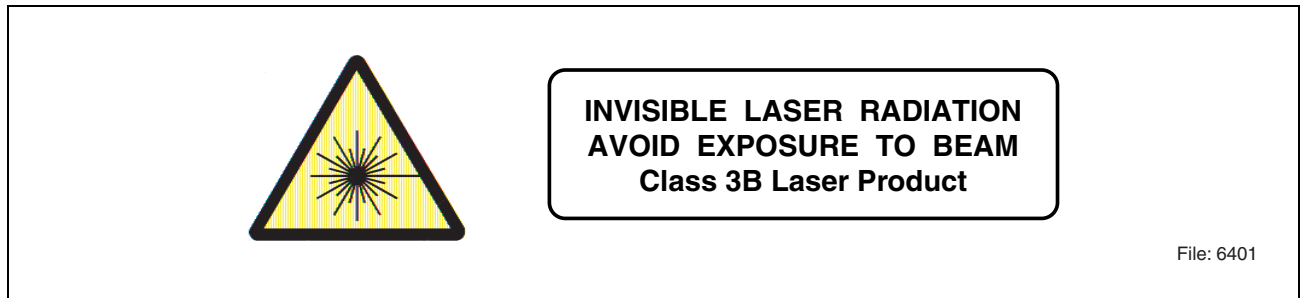 INVISIBLE LASER RADIATION
AVOID EXPOSURE TO BEAM
Class 3B Laser Product
File: 6401